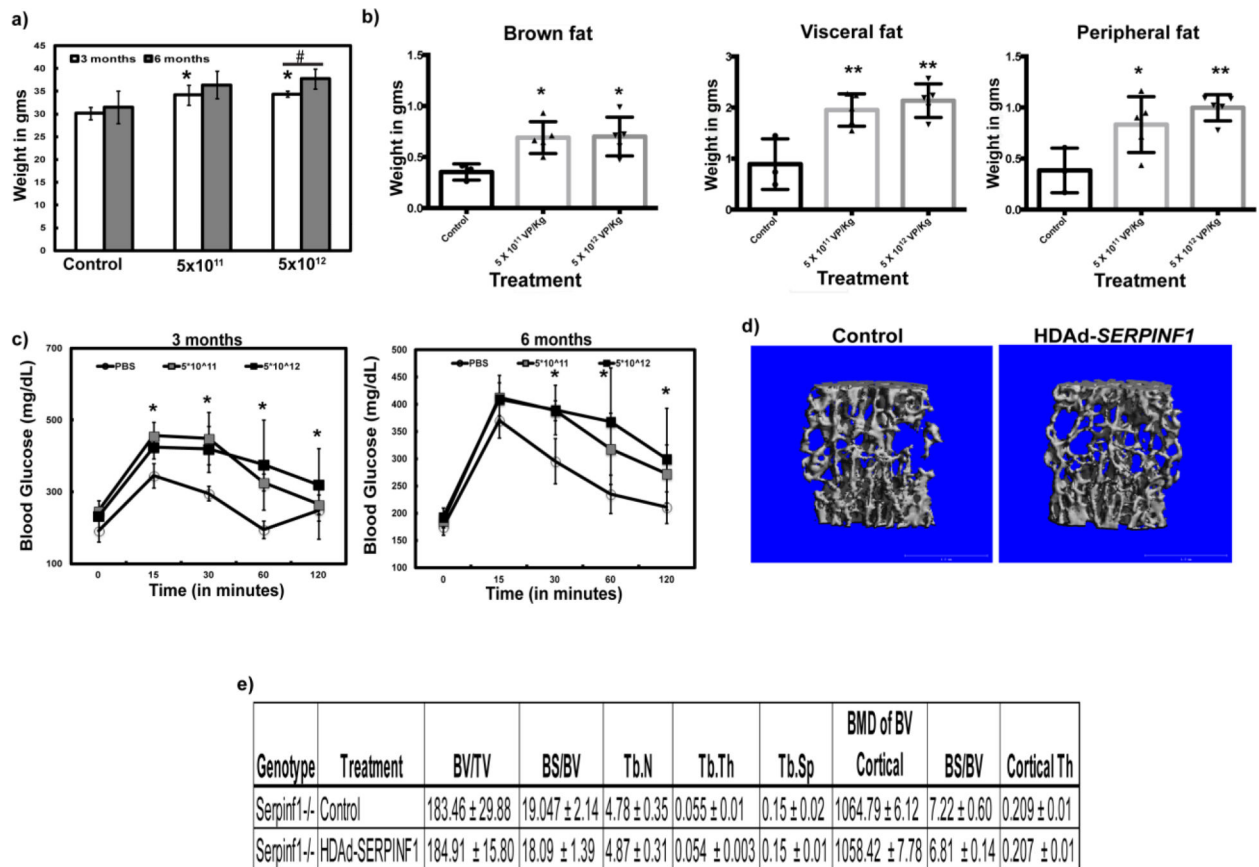 a)
45
40
35
30
25
20
15
10
5
0
Weight in gms
3 months 6 months
*
*
#
Control 5x10¹¹ 5x10¹²
b)
Brown fat
1.5
1.0
0.5
0.0
Weight in gms
*
*
Control
5 X 10¹¹ VP/Kg
5 X 10¹² VP/Kg
Treatment
Visceral fat
3
2
1
0
Weight in gms
**
**
Control
5 X 10¹¹ VP/Kg
5 X 10¹² VP/Kg
Treatment
Peripheral fat
1.5
1.0
0.5
0.0
Weight in gms
*
**
Control
5 X 10¹¹ VP/Kg
5 X 10¹² VP/Kg
Treatment
c)
3 months
700
500
300
100
Blood Glucose (mg/dL)
PBS 5*10^11 5*10^12
* * * *
0 15 30 60 120
Time (in minutes)
6 months
500
450
400
350
300
250
200
150
100
Blood Glucose (mg/dL)
PBS 5*10^11 5*10^12
* * *
0 15 30 60 120
Time (in minutes)
d)
Control HDAd-SERPINF1
e)
Genotype Treatment BV/TV BS/BV Tb.N Tb.Th Tb.Sp BMD of BV Cortical BS/BV Cortical Th
Serpinf1-/- Control 183.46 ± 29.88 19.047 ± 2.14 4.78 ± 0.35 0.055 ± 0.01 0.15 ± 0.02 1064.79 ± 6.12 7.22 ± 0.60 0.209 ± 0.01
Serpinf1-/- HDAd-SERPINF1 184.91 ± 15.80 18.09 ± 1.39 4.87 ± 0.31 0.054 ± 0.003 0.15 ± 0.01 1058.42 ± 7.78 6.81 ± 0.14 0.207 ± 0.01